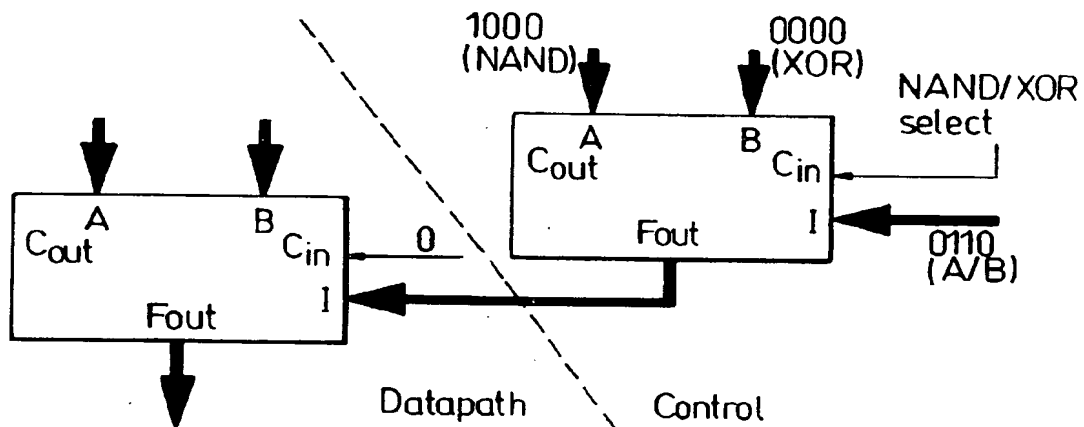 1000
(NAND)
0000
(XOR)
NAND/XOR
select
A
B
Cout
Cin
I
Fout
0110
(A/B)
A
B
Cout
Cin
0
I
Fout
Datapath
Control